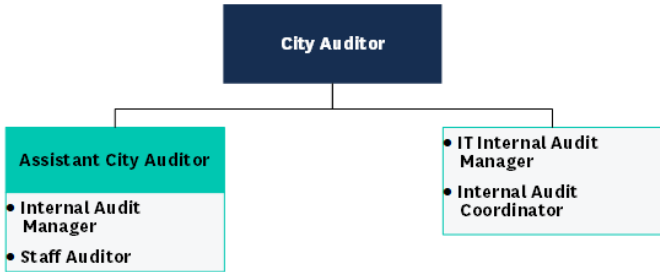 City Auditor
Assistant City Auditor
• Internal Audit
Manager
• Staff Auditor
• IT Internal Audit
Manager
• Internal Audit
Coordinator